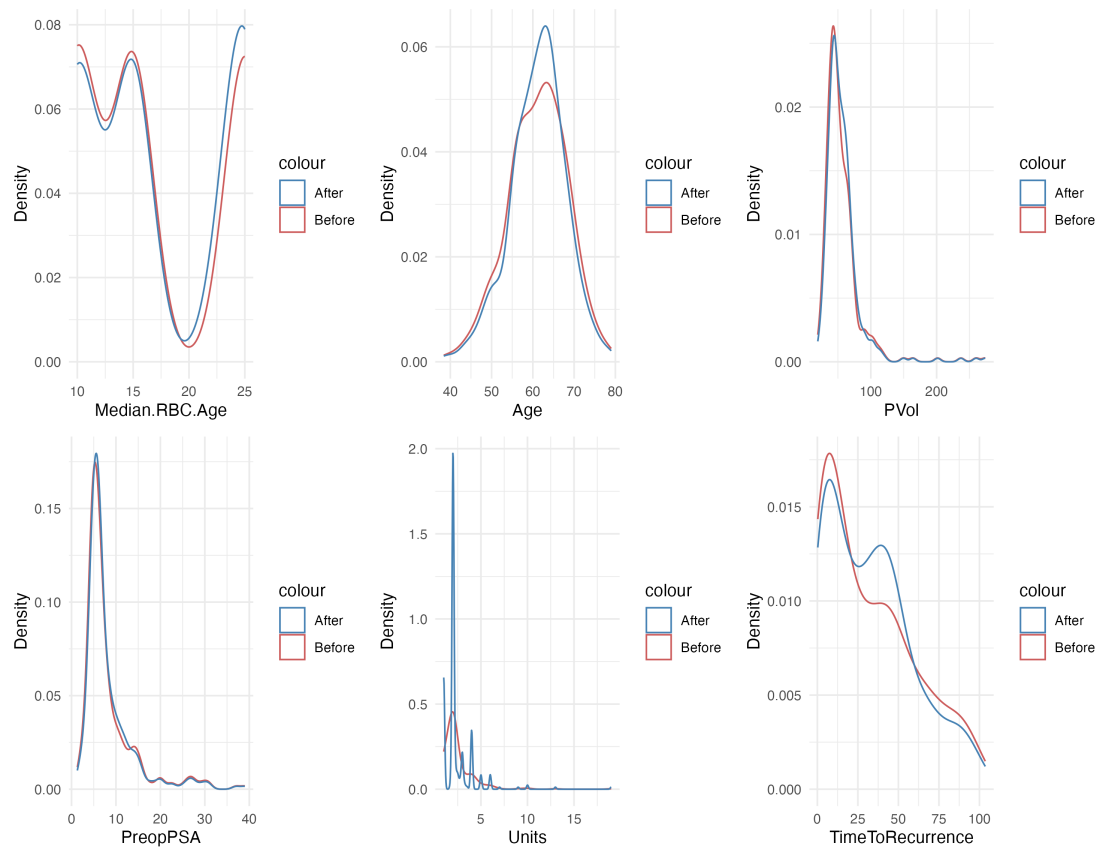 0.08
0.06
0.04
0.02
0.00
Density
10 15 20 25
Median.RBC.Age
colour
After
Before
0.06
0.04
0.02
0.00
Density
40 50 60 70 80
Age
colour
After
Before
0.02
0.01
0.00
Density
100 200
PVol
colour
After
Before
0.15
0.10
0.05
0.00
Density
0 10 20 30 40
PreopPSA
colour
After
Before
2.0
1.5
1.0
0.5
0.0
Density
5 10 15
Units
colour
After
Before
0.015
0.010
0.005
0.000
Density
0 25 50 75 100
TimeToRecurrence
colour
After
Before